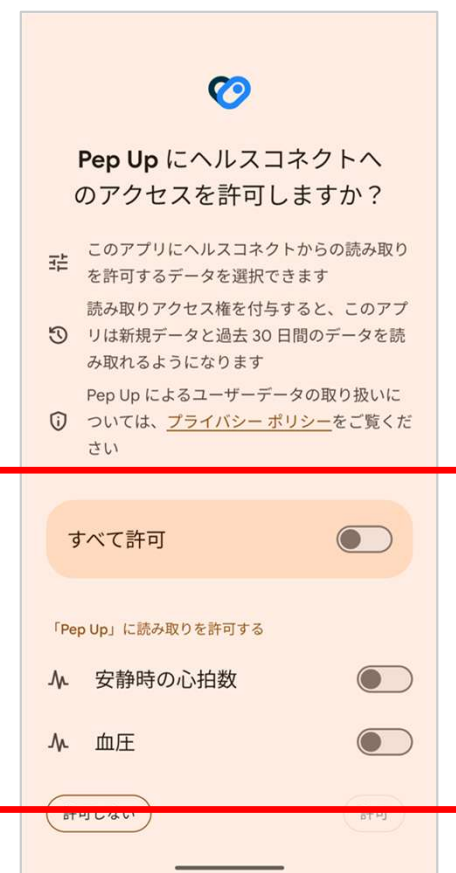 Pep Up にヘルスコネクトへ
のアクセスを許可しますか？
このアプリにヘルスコネクトからの読み取り
を許可するデータを選択できます
読み取りアクセス権を付与すると、このアプ
リは新規データと過去 30 日間のデータを読
み取れるようになります
Pep Up によるユーザーデータの取り扱いに
ついては、プライバシー ポリシーをご覧くだ
さい
すべて許可
「Pep Up」に読み取りを許可する
安静時の心拍数
血圧
許可しない 許可